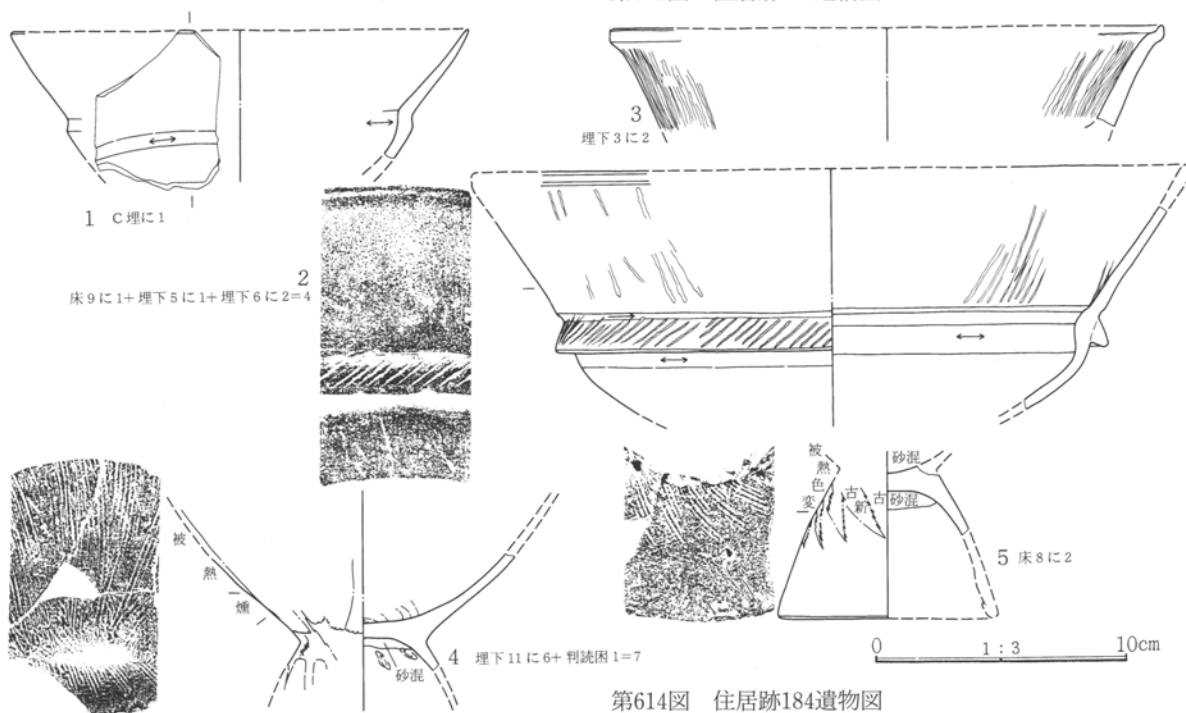 1 C埋に1
3
埋下3に2
2
床9に1+埋下5に1+埋下6に2=4
被熱
燻
砂混
4 埋下11に6+判読困1=7
被熱色変
古
新
古
砂混
砂混
5 床8に2
0 1:3 10cm
第614図 住居跡184遺物図